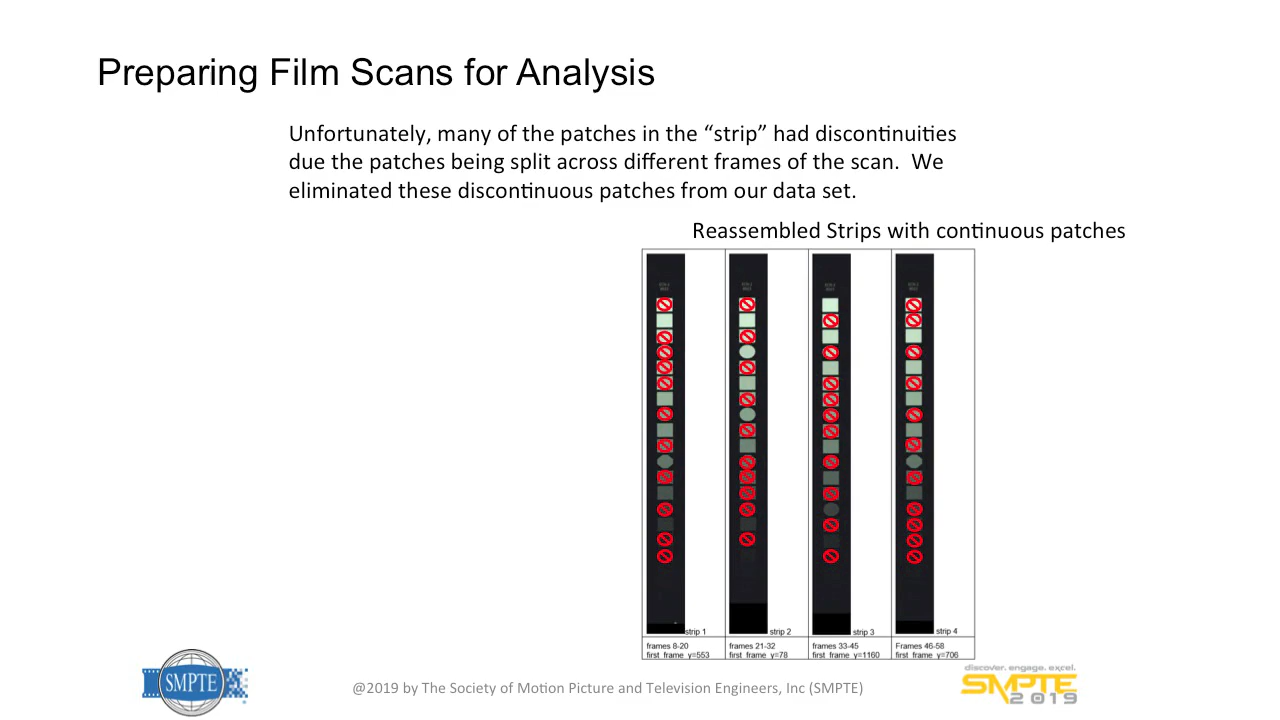 Preparing Film Scans for Analysis
Unfortunately, many of the patches in the “strip” had discontinuities
due the patches being split across different frames of the scan.  We
eliminated these discontinuous patches from our data set.
Reassembled Strips with continuous patches
strip 1
strip 2
strip 3
strip 4
frames 8-20
first_frame_y=553
frames 21-32
first_frame_y=78
frames 33-45
first_frame_y=1160
Frames 46-58
first_frame_y=706
SMPTE
@2019 by The Society of Motion Picture and Television Engineers, Inc (SMPTE)
discover. engage. excel.
SMPTE
2019